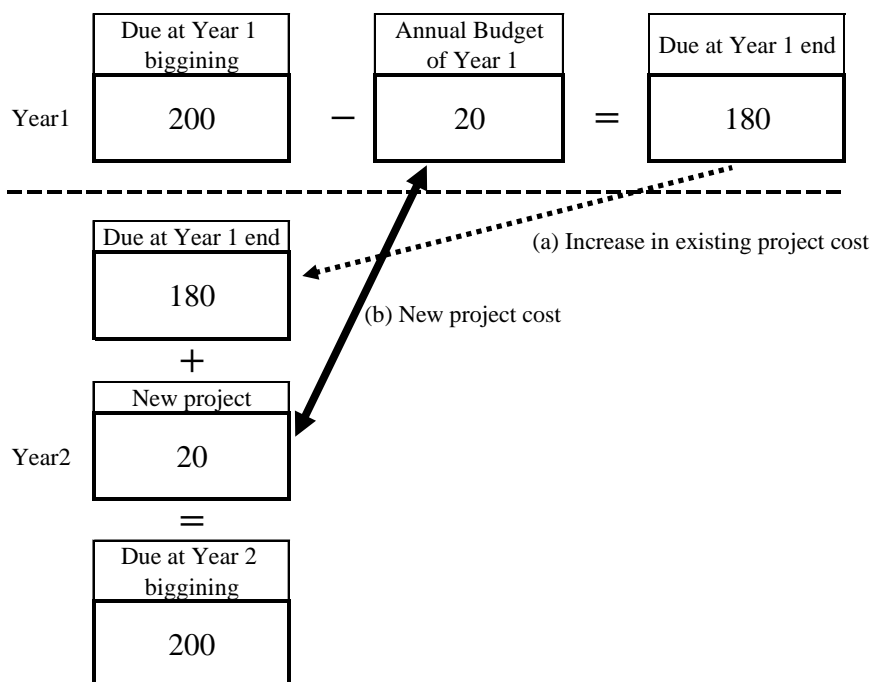 Due at Year 1
biggining
Annual Budget
of Year 1
Due at Year 1 end
Year1
200
−
20
=
180
(a) Increase in existing project cost
Due at Year 1 end
180
(b) New project cost
+
New project
Year2
20
=
Due at Year 2
biggining
200